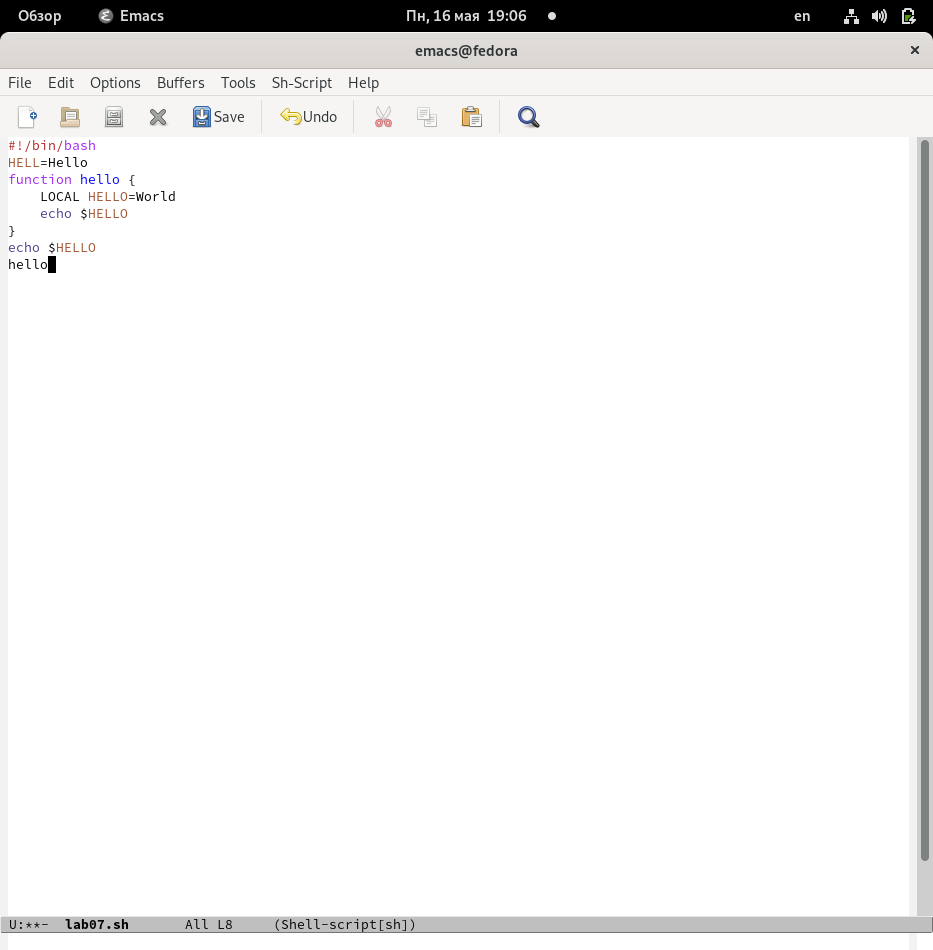 Обзор Emacs Пн, 16 мая 19:06 en
emacs@fedora
File Edit Options Buffers Tools Sh-Script Help
Save Undo
#!/bin/bash
HELL=Hello
function hello {
    LOCAL HELLO=World
    echo $HELLO
}
echo $HELLO
hello
U:**- lab07.sh All L8 (Shell-script[sh])